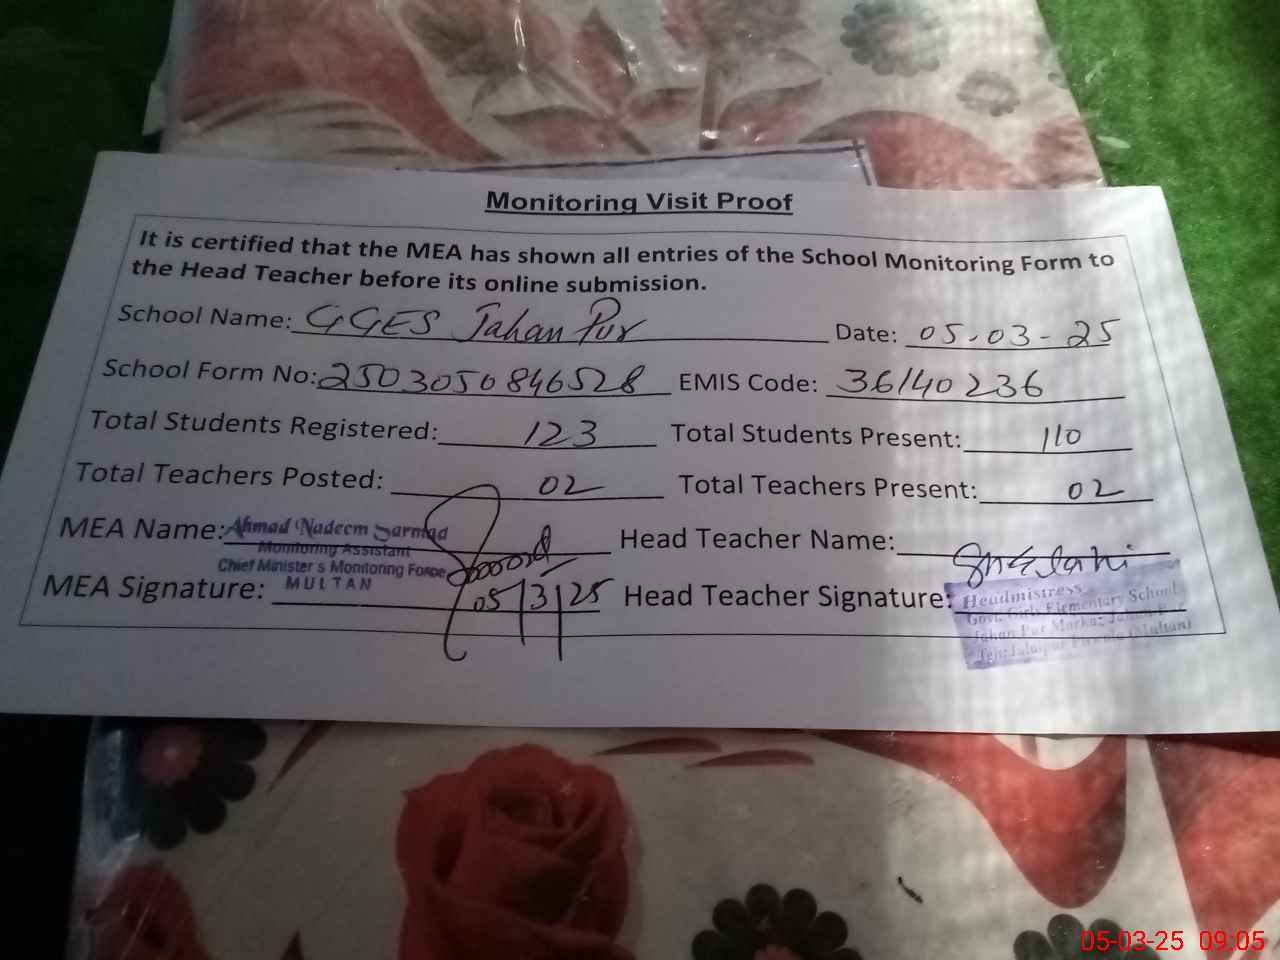 Monitoring Visit Proof
It is certified that the MEA has shown all entries of the School Monitoring Form to
the Head Teacher before its online submission.
School Name: GGES Jahan Pur Date: 05-03-25
School Form No: 2503050846528 EMIS Code: 36140236
Total Students Registered: 123 Total Students Present: 110
Total Teachers Posted: 02 Total Teachers Present: 02
MEA Name: Ahmad Nadeem Sarmad Head Teacher Name:
Monitoring Assistant
Chief Minister's Monitoring Force
MULTAN
MEA Signature: 05/3/25 Head Teacher Signature:
Headmistress
Govt. Girls Elementary School
Jahan Pur Markaz
05-03-25 09:05